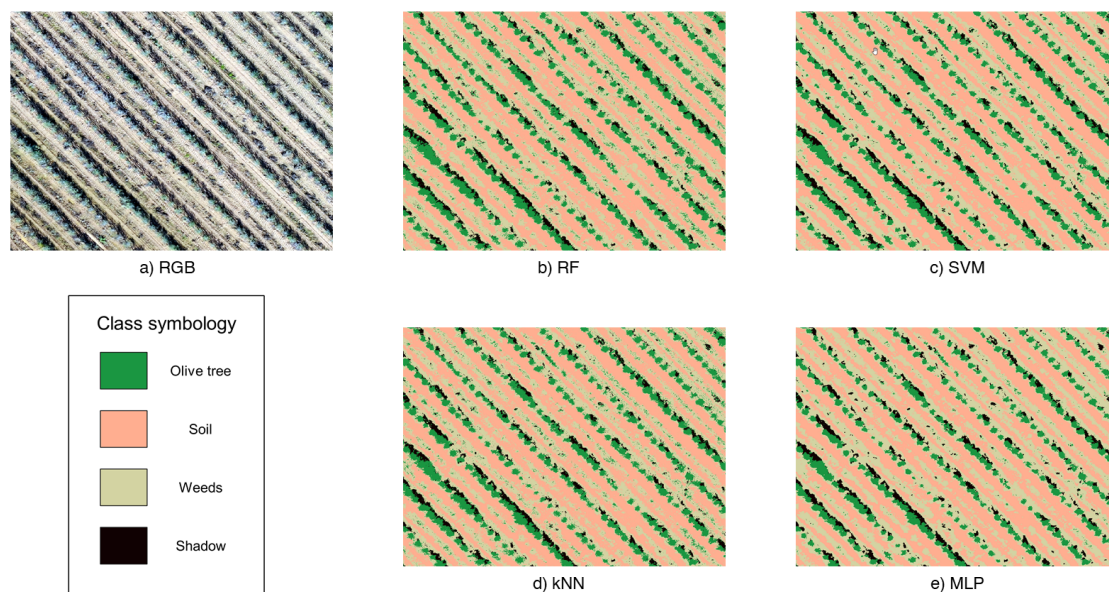 a) RGB
b) RF
c) SVM
Class symbology
Olive tree
Soil
Weeds
Shadow
d) kNN
e) MLP